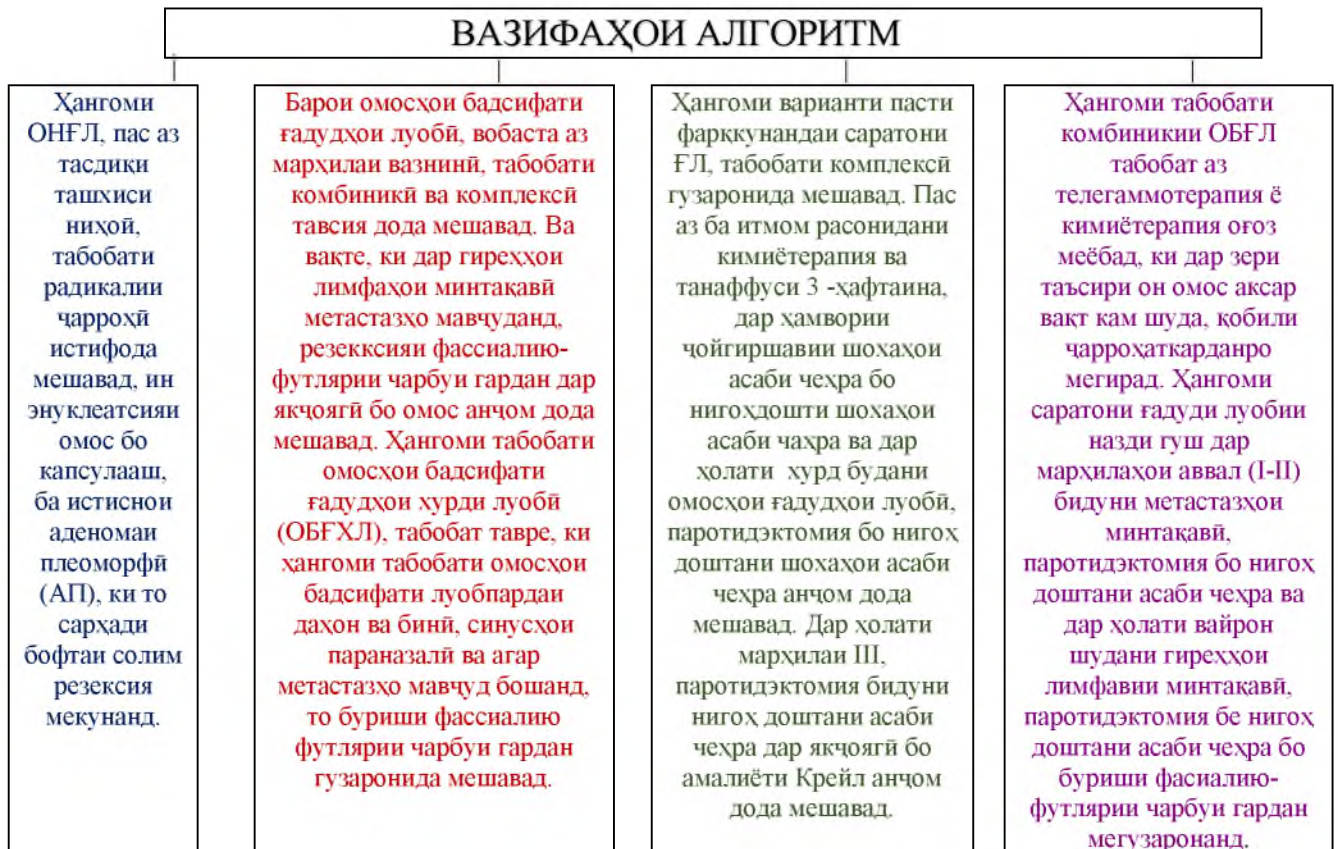 ВАЗИФАҲОИ АЛГОРИТМ
Ҳангоми
ОНҒЛ, пас аз
тасдиқи
ташхиси
ниҳоӣ,
табобати
радикалии
ҷарроҳӣ
истифода
мешавад, ин
энуклеатсияи
омос бо
капсулааш,
ба истиснои
аденомаи
плеоморфӣ
(АП), ки то
сарҳади
бофтаи солим
резексия
мекунанд.
Барои омосҳои бадсифати
ғадудҳои луобӣ, вобаста аз
марҳилаи вазнинӣ, табобати
комбиникӣ ва комплексӣ
тавсия дода мешавад. Ва
вақте, ки дар гиреҳҳои
лимфаҳои минтақавӣ
метастазҳо мавҷуданд,
резекксияи фассиалию-
футлярии чарбуи гардан дар
якҷоягӣ бо омос анҷом дода
мешавад. Ҳангоми табобати
омосҳои бадсифати
ғадудҳои хурди луобӣ
(ОБҒХЛ), табобат тавре, ки
ҳангоми табобати омосҳои
бадсифати луобпардаи
даҳон ва бинӣ, синусҳои
параназалӣ ва агар
метастазҳо мавҷуд бошанд,
то буриши фассиалию
футлярии чарбуи гардан
гузаронида мешавад.
Ҳангоми варианти пасти
фарққунандаи саратони
ҒЛ, табобати комплексӣ
гузаронида мешавад. Пас
аз ба итмом расонидани
кимиётерапия ва
танаффуси 3 -ҳафтаина,
дар ҳамвории
ҷойгиршавии шохаҳои
асаби чеҳра бо
нигоҳдошти шохаҳои
асаби чаҳра ва дар
ҳолати хурд будани
омосҳои ғадудҳои луобӣ,
паротидэктомия бо нигоҳ
доштани шохаҳои асаби
чеҳра анҷом дода
мешавад. Дар ҳолати
марҳилаи III,
паротидэктомия бидуни
нигоҳ доштани асаби
чеҳра дар якҷоягӣ бо
амалиёти Крейл анҷом
дода мешавад.
Ҳангоми табобати
комбиникии ОБҒЛ
табобат аз
телегаммотерапия ё
кимиётерапия оғоз
меёбад, ки дар зери
таъсири он омос аксар
вақт кам шуда, қобили
ҷарроҳаткарданро
мегирад. Ҳангоми
саратони ғадуди луобии
назди гуш дар
марҳилаҳои аввал (I-II)
бидуни метастазҳои
минтақавӣ,
паротидэктомия бо нигоҳ
доштани асаби чеҳра ва
дар ҳолати вайрон
шудани гиреҳҳои
лимфавии минтақавӣ,
паротидэктомия бе нигоҳ
доштани асаби чеҳра бо
буриши фасиалию-
футлярии чарбуи гардан
мегузаронанд.